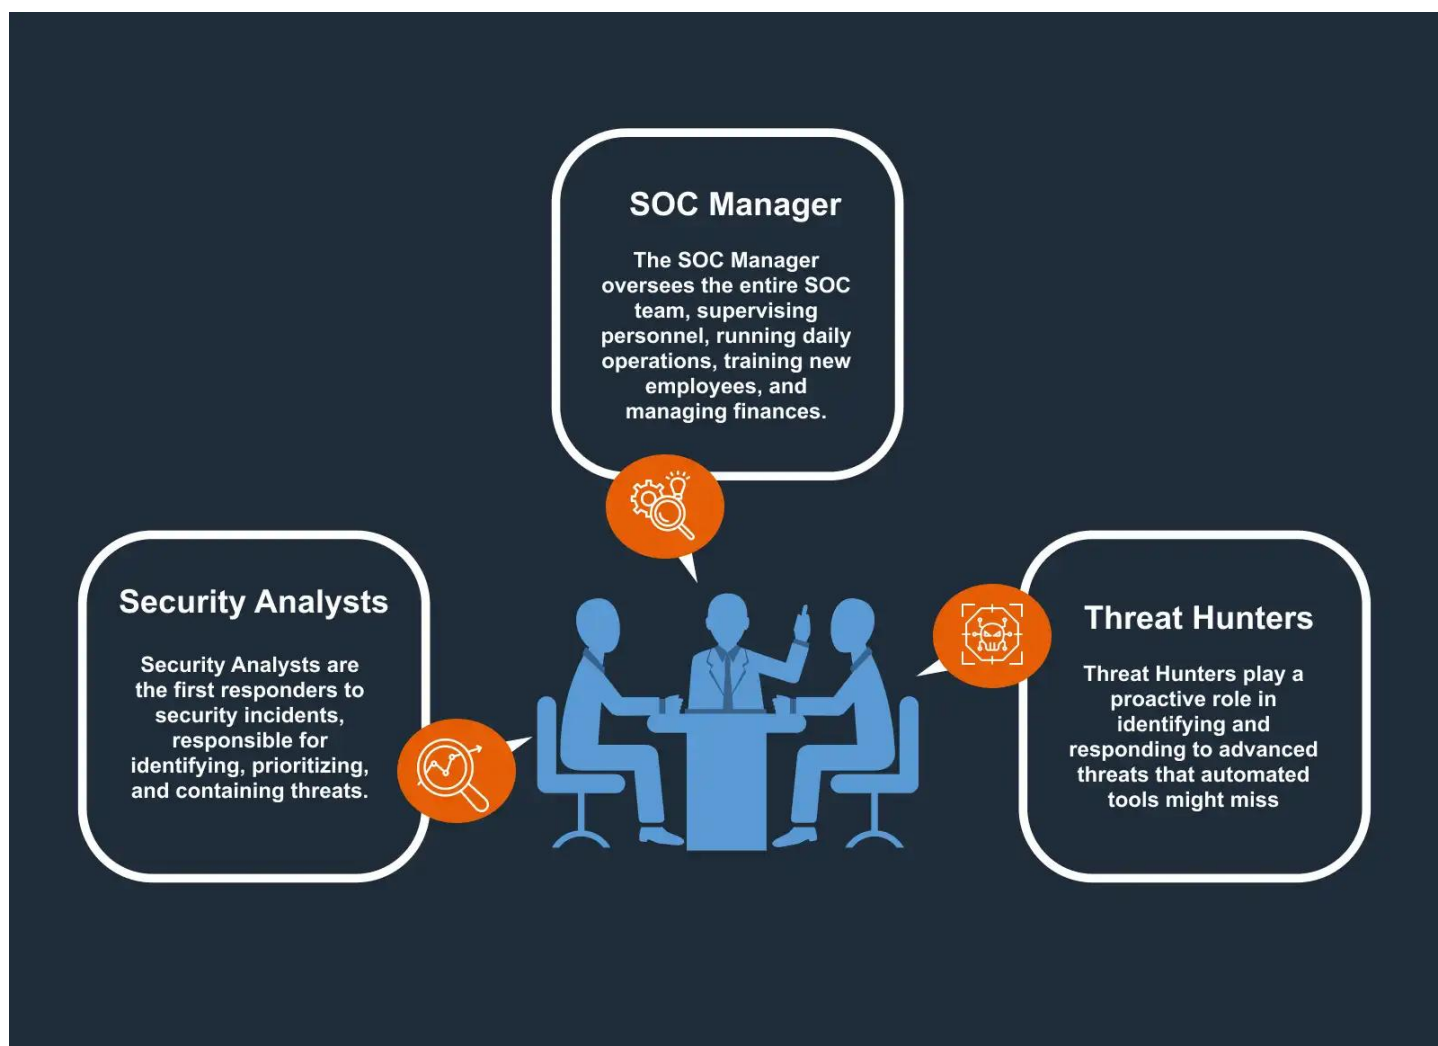 SOC Manager
The SOC Manager
oversees the entire SOC
team, supervising
personnel, running daily
operations, training new
employees, and
managing finances.
Security Analysts
Security Analysts are
the first responders to
security incidents,
responsible for
identifying, prioritizing,
and containing threats.
Threat Hunters
Threat Hunters play a
proactive role in
identifying and
responding to advanced
threats that automated
tools might miss